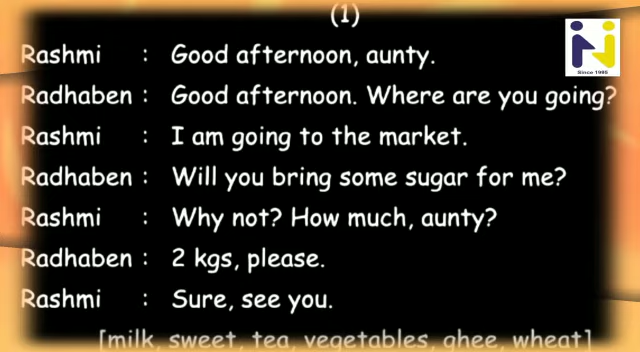 (1)
Rashmi : Good afternoon, aunty.
Radhaben : Good afternoon. Where are you going?
Rashmi : I am going to the market.
Radhaben : Will you bring some sugar for me?
Rashmi : Why not? How much, aunty?
Radhaben : 2 kgs, please.
Rashmi : Sure, see you.
[milk, sweet, tea, vegetables, ghee, wheat]
Since 1985